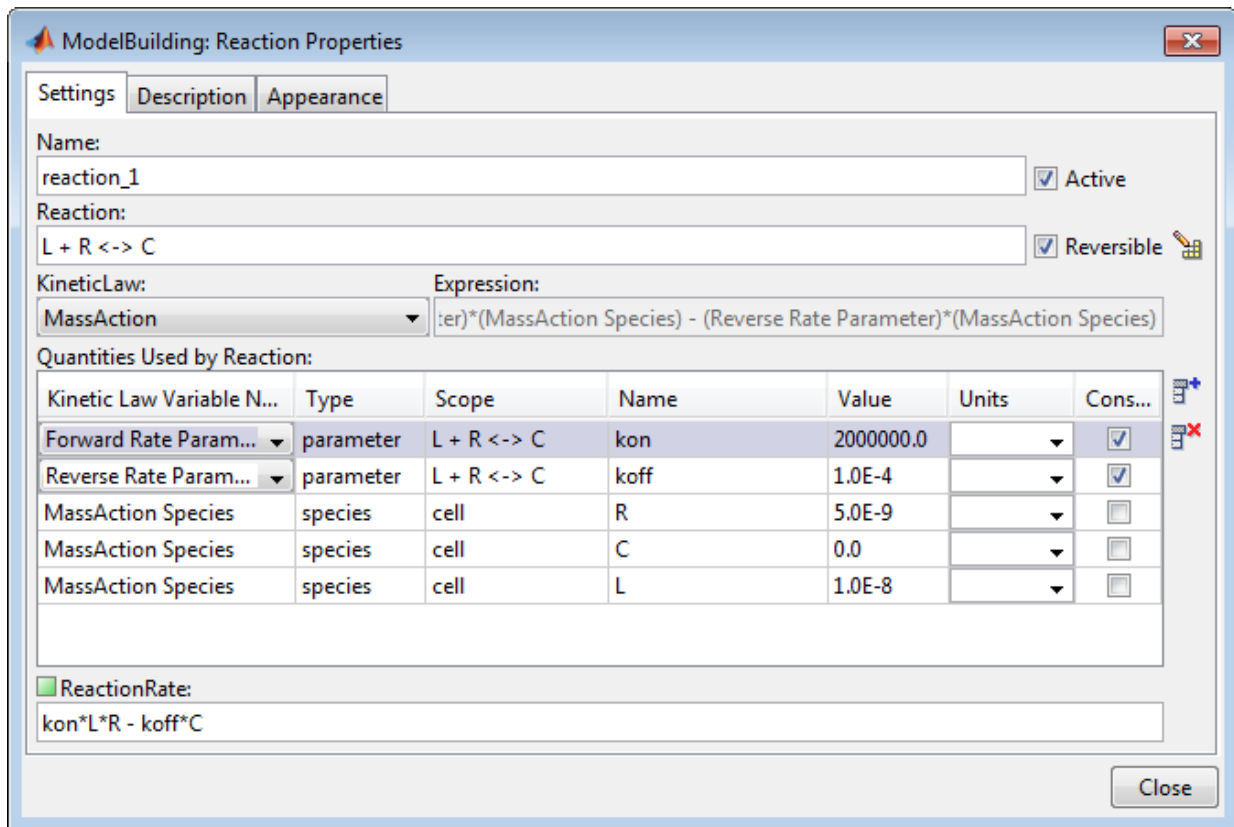 ModelBuilding: Reaction Properties
Settings Description Appearance
Name:
reaction_1 Active
Reaction:
L + R <-> C Reversible
KineticLaw: Expression:
MassAction :er)*(MassAction Species) - (Reverse Rate Parameter)*(MassAction Species)
Quantities Used by Reaction:
Kinetic Law Variable N... Type Scope Name Value Units Cons...
Forward Rate Param... parameter L + R <-> C kon 2000000.0
Reverse Rate Param... parameter L + R <-> C koff 1.0E-4
MassAction Species species cell R 5.0E-9
MassAction Species species cell C 0.0
MassAction Species species cell L 1.0E-8
ReactionRate:
kon*L*R - koff*C
Close